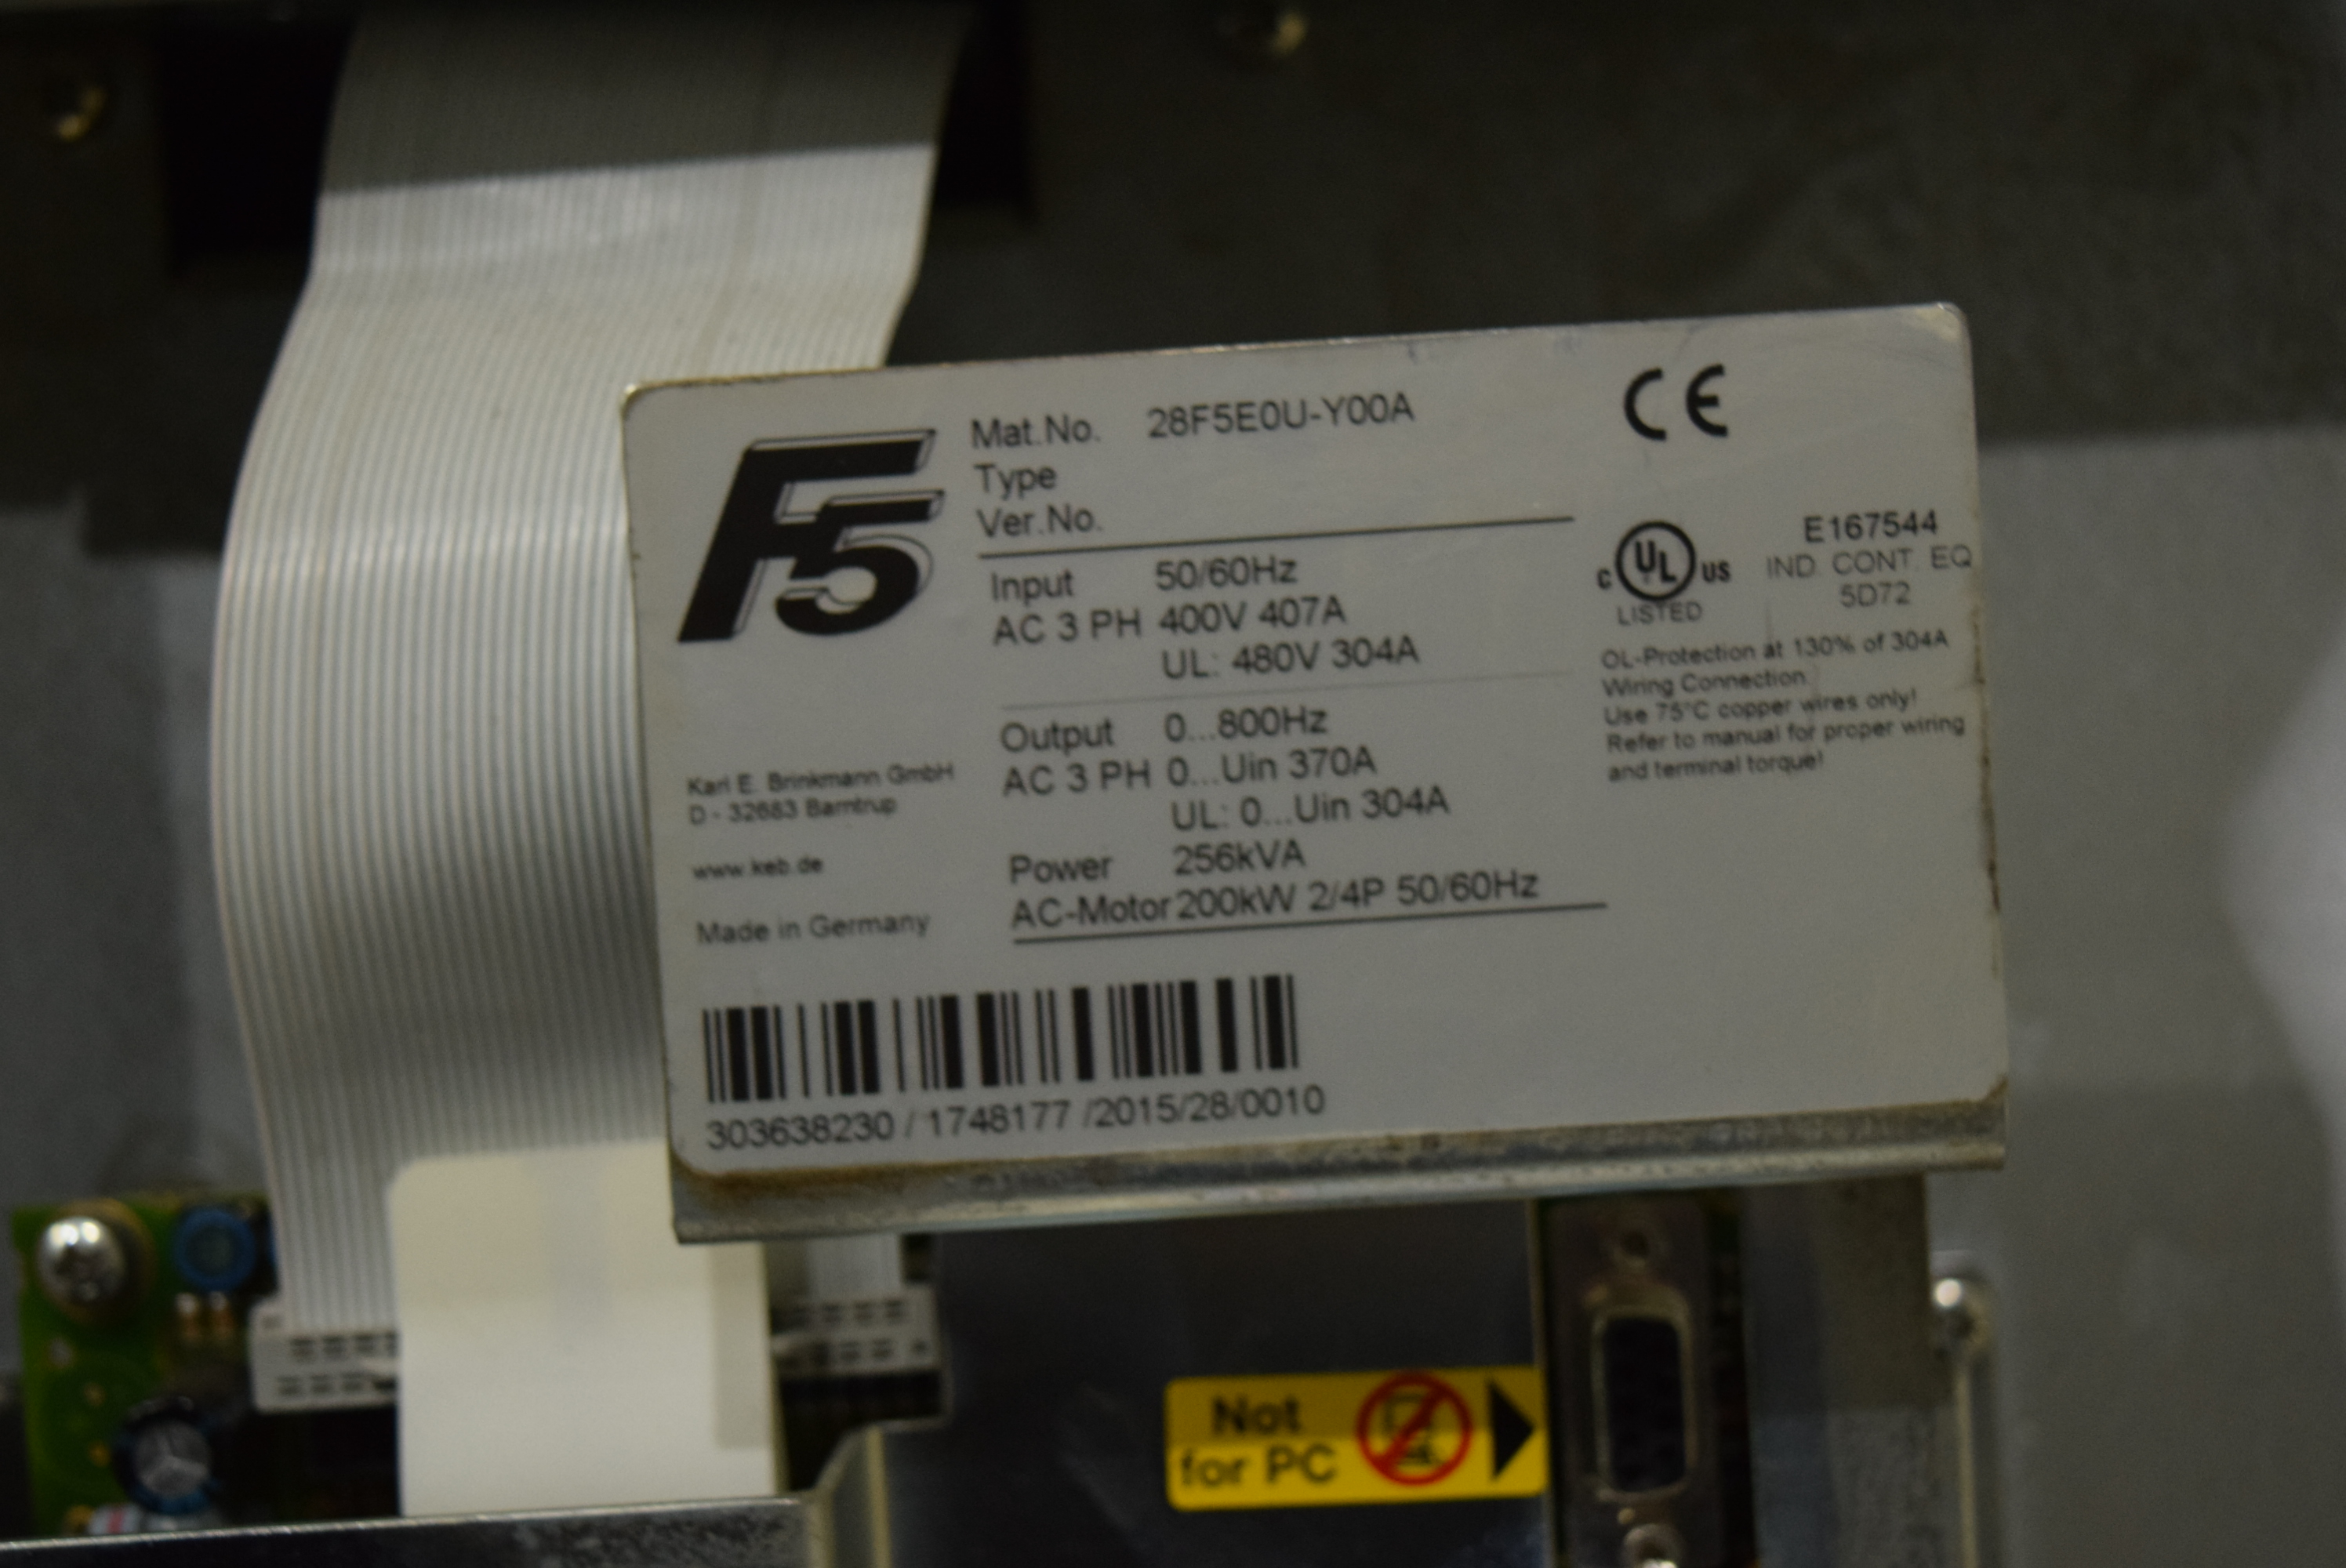 F5
Mat.No. 28F5E0U-Y00A
Type
Ver.No.
Input 50/60Hz
AC 3 PH 400V 407A
UL: 480V 304A
Output 0...800Hz
AC 3 PH 0...Uin 370A
UL: 0...Uin 304A
Power 256kVA
AC-Motor 200kW 2/4P 50/60Hz
Karl E. Brinkmann GmbH
D - 32683 Barntrup
www.keb.de
Made in Germany
303638230 / 1748177 /2015/28/0010
CE
C UL US
LISTED
E167544
IND. CONT. EQ
5D72
OL-Protection at 130% of 304A
Wiring Connection
Use 75°C copper wires only!
Refer to manual for proper wiring
and terminal torque!
Not
for PC